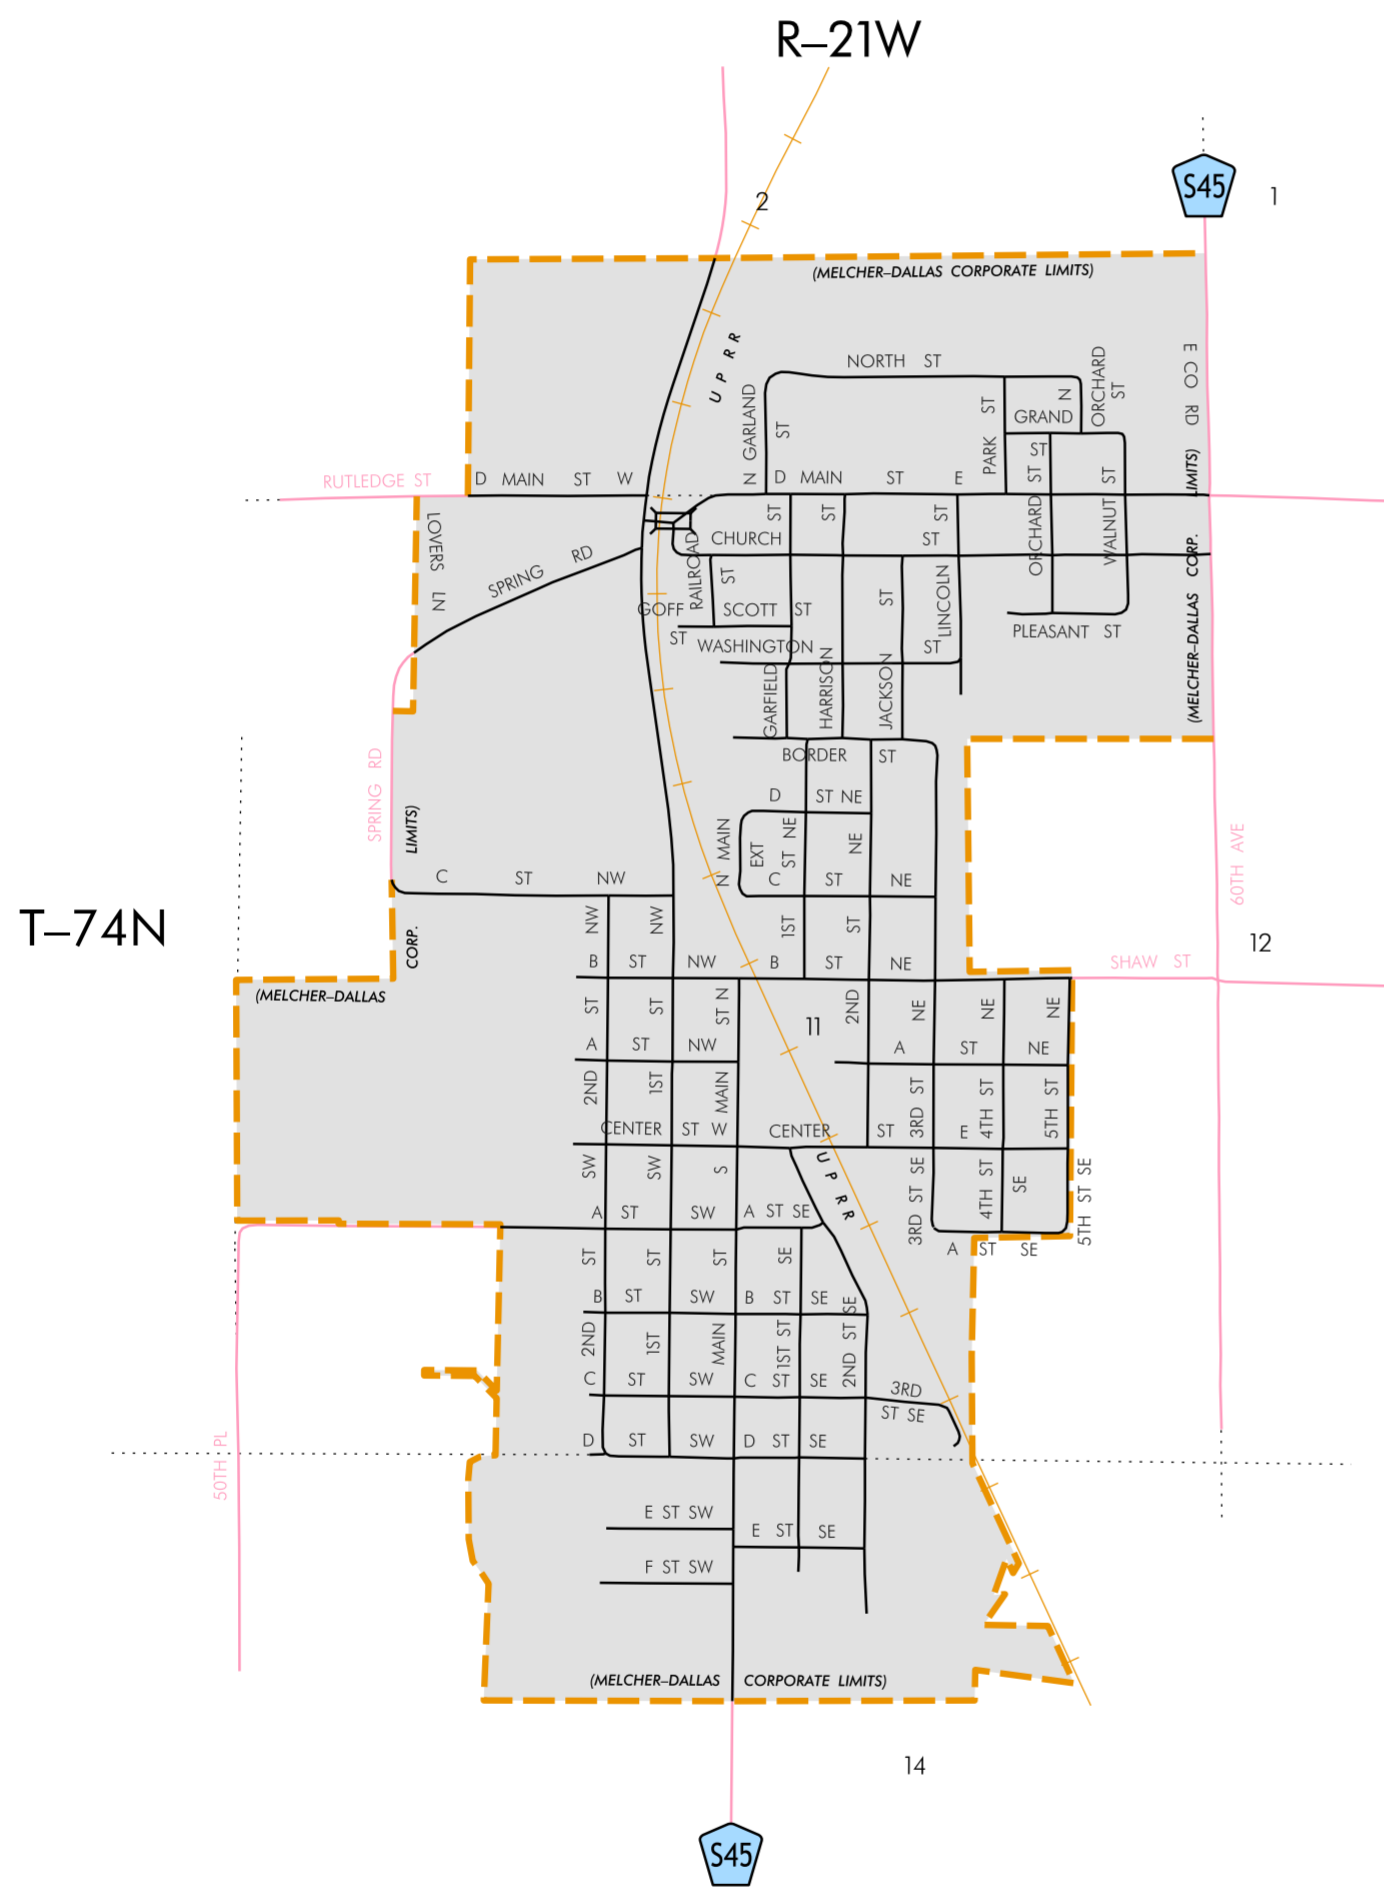 R–21W
S45
1
2
(MELCHER–DALLAS CORPORATE LIMITS)
E CO RD
NORTH ST
N GARLAND ST
PARK ST
N ORCHARD ST
GRAND ST
RUTLEDGE ST
D MAIN ST W
D MAIN ST E
U P R R
LOVERS LN
SPRING RD
CHURCH ST
RAILROAD ST
ORCHARD ST
WALNUT ST
GOFF ST
SCOTT ST
WASHINGTON ST
LINCOLN ST
PLEASANT ST
GARFIELD ST
HARRISON ST
JACKSON ST
(MELCHER–DALLAS CORP. LIMITS)
BORDER ST
SPRING RD
D ST NE
N MAIN
EXT
C ST NW
C ST NE
60TH AVE
T–74N
1ST ST NE
2ND ST NE
B ST NW
B ST NE
SHAW ST
12
(MELCHER–DALLAS CORP. LIMITS)
11
2ND ST NW
1ST ST NW
MAIN ST N
A ST NW
A ST NE
3RD ST NE
4TH ST NE
5TH ST NE
CENTER ST W
CENTER ST E
U P R R
A ST SW
A ST SE
3RD ST SE
4TH ST SE
5TH ST SE
A ST SE
2ND ST SW
1ST ST SW
MAIN ST S
1ST ST SE
2ND ST SE
B ST SW
B ST SE
C ST SW
C ST SE
3RD ST SE
D ST SW
D ST SE
50TH PL
E ST SW
E ST SE
F ST SW
(MELCHER–DALLAS CORPORATE LIMITS)
14
S45